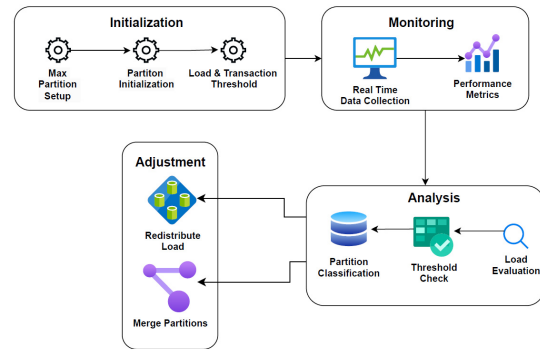 Initialization
Max
Partition
Setup
Partiton
Initialization
Load & Transaction
Threshold
Monitoring
Real Time
Data Collection
Performance
Metrics
Adjustment
Redistribute
Load
Merge Partitions
Analysis
Partition
Classification
Threshold
Check
Load
Evaluation